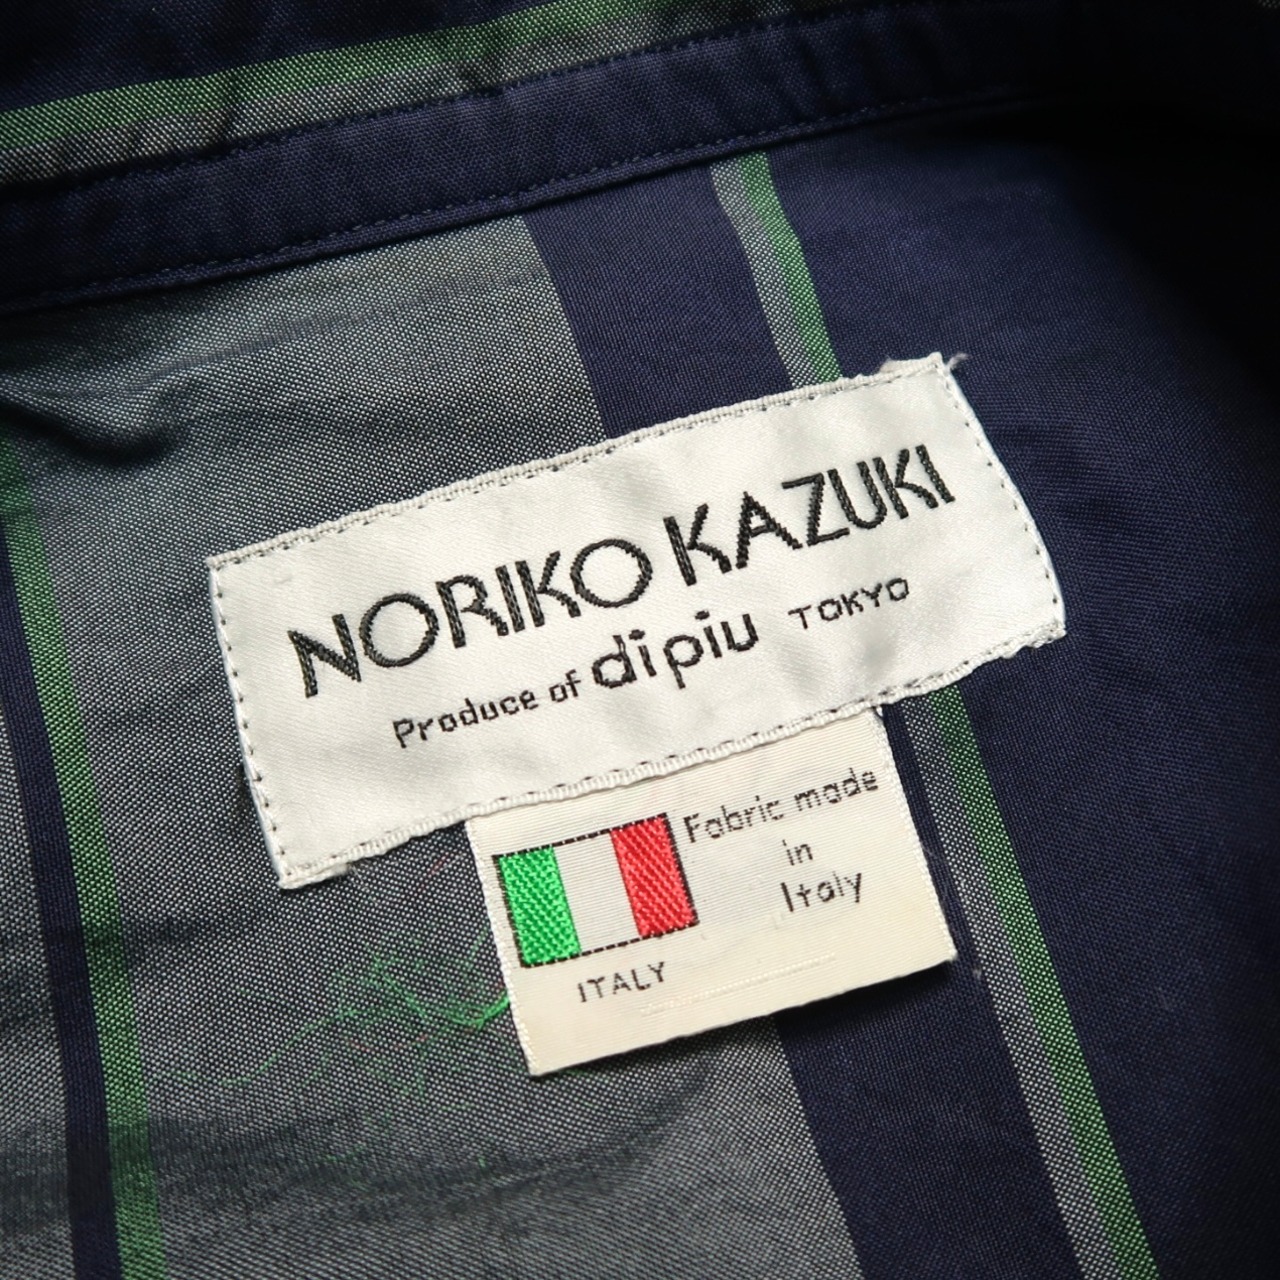 NORIKO KAZUKI
Produce of dipiu TOKYO
Fabric made
in
Italy
ITALY